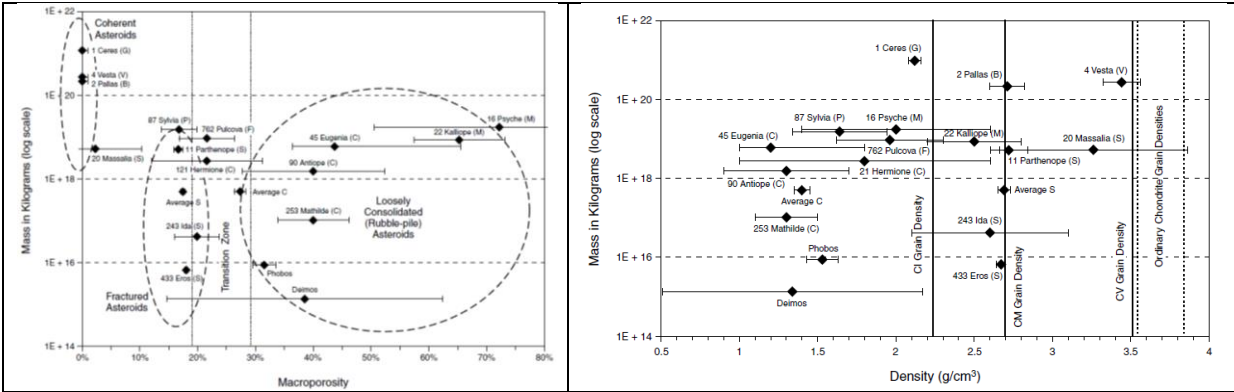 1E + 22
Coherent
Asteroids
1 Ceres (G)
4 Vesta (V)
2 Pallas (B)
1E + 20
87 Sylvia (P)
762 Pulcova (F)
16 Psyche (M)
22 Kalliope (M)
45 Eugenia (C)
11 Parthenope (S)
20 Massalia (S)
90 Antiope (C)
121 Hermione (C)
1E + 18
Average S
Average C
Loosely
Consolidated
(Rubble-pile)
Asteroids
253 Mathilde (C)
243 Ida (S)
Transition Zone
1E + 16
433 Eros (S)
Phobos
Fractured
Asteroids
Deimos
1E + 14
0% 10% 20% 30% 40% 50% 60% 70% 80%
Macroporosity
Mass in Kilograms (log scale)
1E + 22
1 Ceres (G)
2 Pallas (B)
4 Vesta (V)
1E + 20
87 Sylvia (P)
16 Psyche (M)
45 Eugenia (C)
22 Kalliope (M)
20 Massalia (S)
762 Pulcova (F)
11 Parthenope (S)
21 Hermione (C)
1E + 18
90 Antiope (C)
Average C
Average S
253 Mathilde (C)
243 Ida (S)
Phobos
1E + 16
433 Eros (S)
Deimos
CI Grain Density
CM Grain Density
CV Grain Density
Ordinary Chondrite Grain Densities
1E + 14
0.5 1 1.5 2 2.5 3 3.5 4
Density (g/cm³)
Mass in Kilograms (log scale)